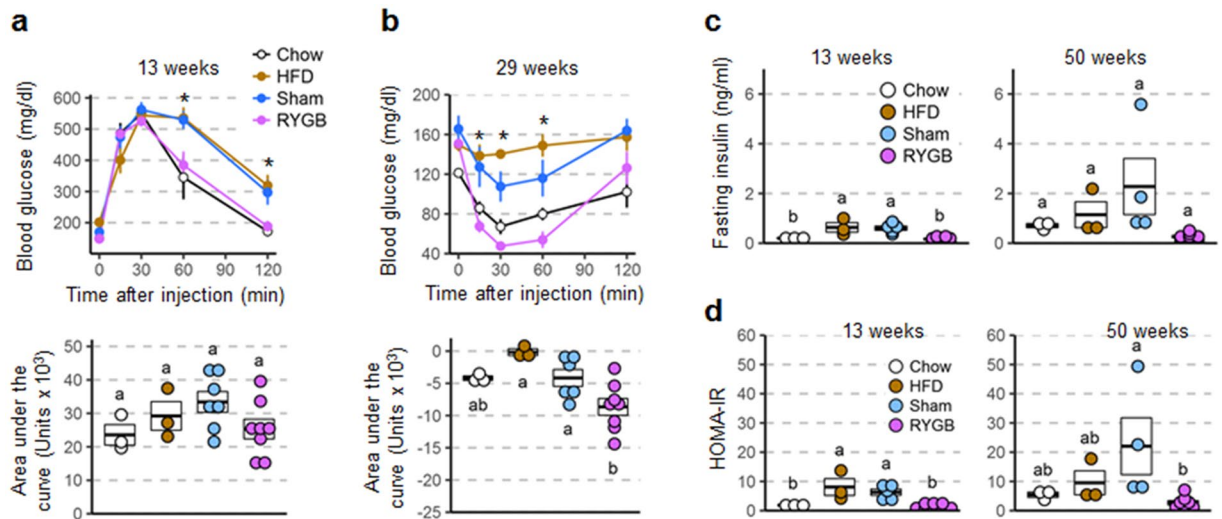 a
13 weeks
Chow
HFD
Sham
RYGB
Blood glucose (mg/dl)
600
500
400
300
200
* *
0 30 60 90 120
Time after injection (min)
Area under the
curve (Units x 10³)
50
40
30
20
10
0
a a a a
b
29 weeks
Blood glucose (mg/dl)
200
160
120
80
40
* * *
0 30 60 90 120
Time after injection (min)
Area under the
curve (Units x 10³)
0
-5
-10
-15
-20
-25
ab a a b
c
13 weeks
50 weeks
Fasting insulin (ng/ml)
6
4
2
0
Chow
HFD
Sham
RYGB
b a a b
6
4
2
0
a a a a
d
13 weeks
50 weeks
HOMA-IR
60
50
40
30
20
10
0
Chow
HFD
Sham
RYGB
b a a b
60
50
40
30
20
10
0
ab ab a b